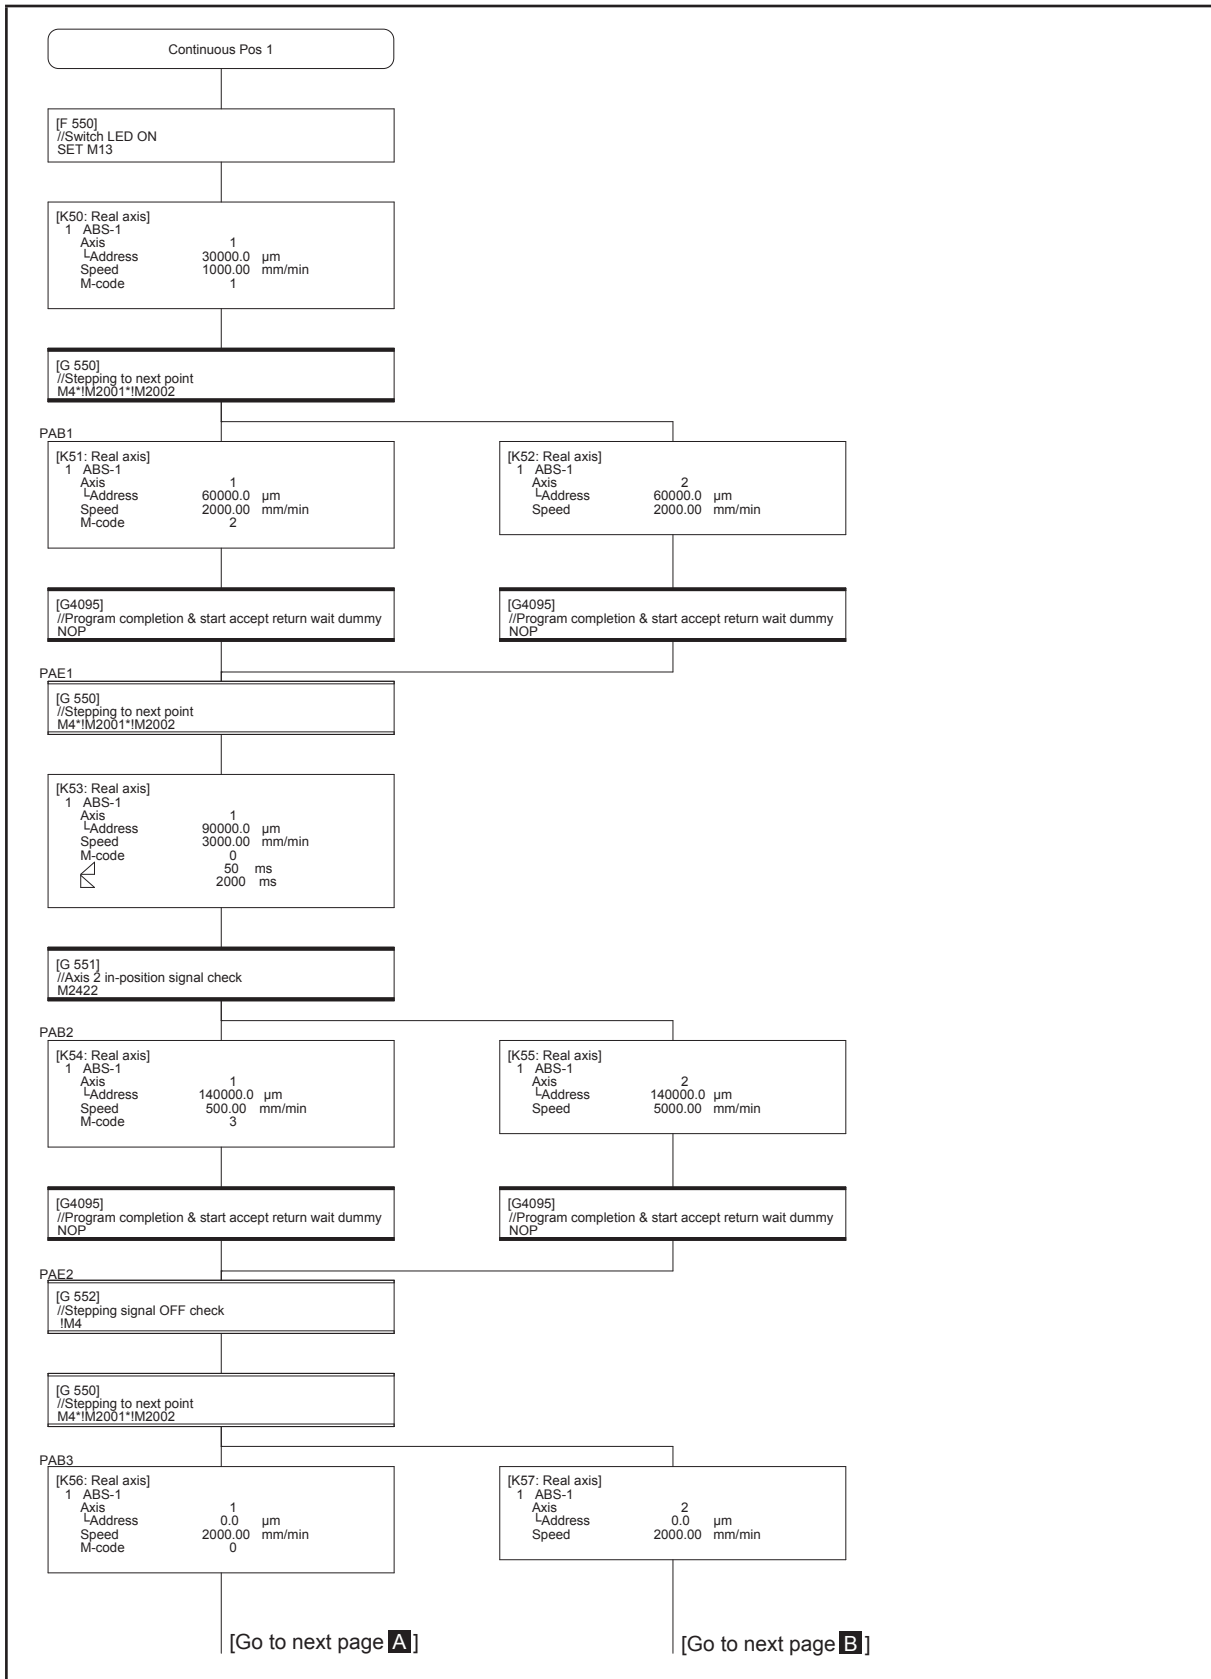 Continuous Pos 1
[F 550]
//Switch LED ON
SET M13
[K50: Real axis]
1 ABS-1
Axis 1
Address 30000.0 µm
Speed 1000.00 mm/min
M-code 1
[G 550]
//Stepping to next point
M4*!M2001*!M2002
PAB1
[K51: Real axis]
1 ABS-1
Axis 1
Address 60000.0 µm
Speed 2000.00 mm/min
M-code 2
[K52: Real axis]
1 ABS-1
Axis 2
Address 60000.0 µm
Speed 2000.00 mm/min
[G4095]
//Program completion & start accept return wait dummy
NOP
[G4095]
//Program completion & start accept return wait dummy
NOP
PAE1
[G 550]
//Stepping to next point
M4*!M2001*!M2002
[K53: Real axis]
1 ABS-1
Axis 1
Address 90000.0 µm
Speed 3000.00 mm/min
M-code 0
50 ms
2000 ms
[G 551]
//Axis 2 in-position signal check
M2422
PAB2
[K54: Real axis]
1 ABS-1
Axis 1
Address 140000.0 µm
Speed 500.00 mm/min
M-code 3
[K55: Real axis]
1 ABS-1
Axis 2
Address 140000.0 µm
Speed 5000.00 mm/min
[G4095]
//Program completion & start accept return wait dummy
NOP
[G4095]
//Program completion & start accept return wait dummy
NOP
PAE2
[G 552]
//Stepping signal OFF check
!M4
[G 550]
//Stepping to next point
M4*!M2001*!M2002
PAB3
[K56: Real axis]
1 ABS-1
Axis 1
Address 0.0 µm
Speed 2000.00 mm/min
M-code 0
[K57: Real axis]
1 ABS-1
Axis 2
Address 0.0 µm
Speed 2000.00 mm/min
[Go to next page A]
[Go to next page B]